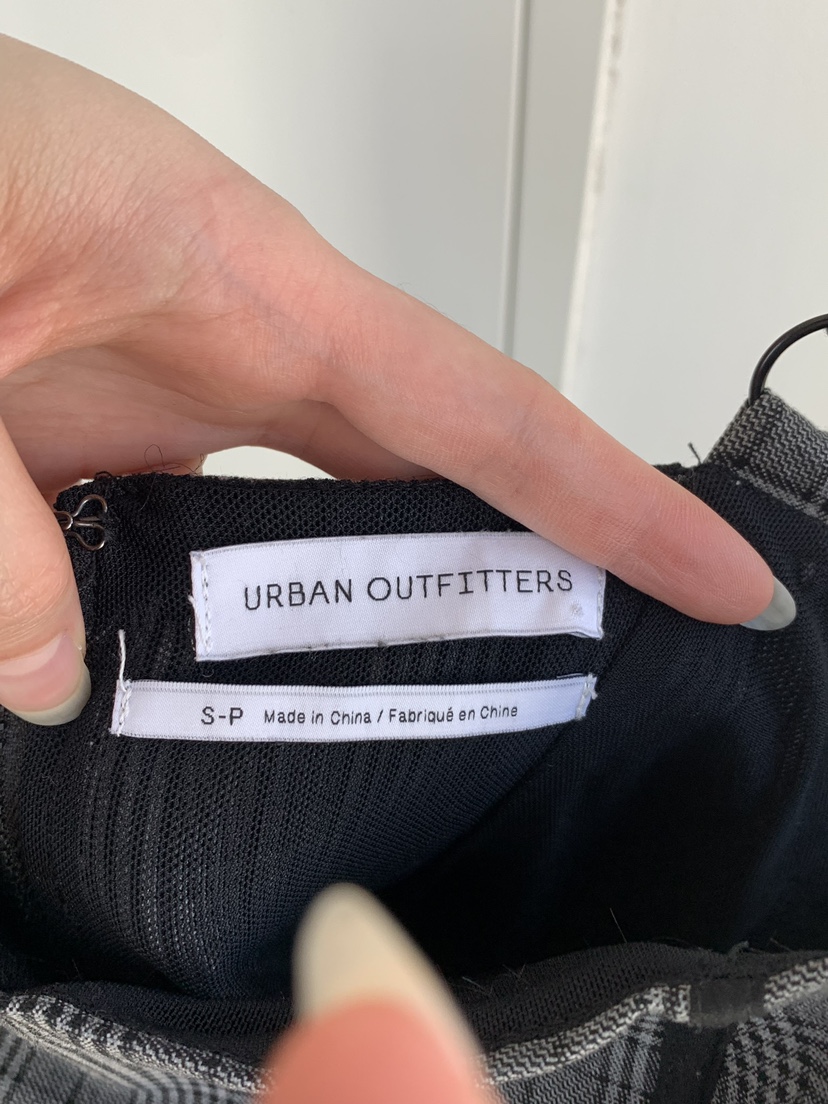 URBAN OUTFITTERS
S-P Made in China / Fabriqué en Chine